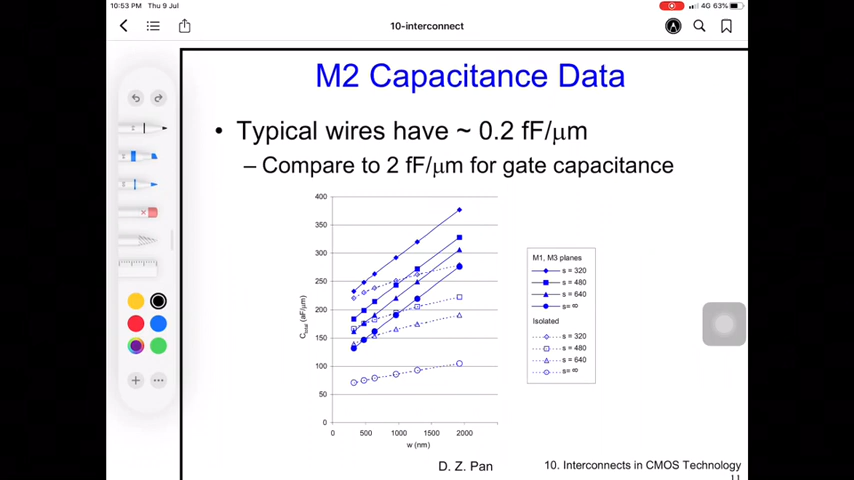 10:53 PM Thu 9 Jul
4G 63%
10-interconnect
M2 Capacitance Data
• Typical wires have ~ 0.2 fF/μm
– Compare to 2 fF/μm for gate capacitance
400
350
300
250
200
150
100
50
0
Ctotal (aF/μm)
0 500 1000 1500 2000
w (nm)
M1, M3 planes
s = 320
s = 480
s = 640
s= ∞
Isolated
s = 320
s = 480
s = 640
s= ∞
D. Z. Pan
10. Interconnects in CMOS Technology
11